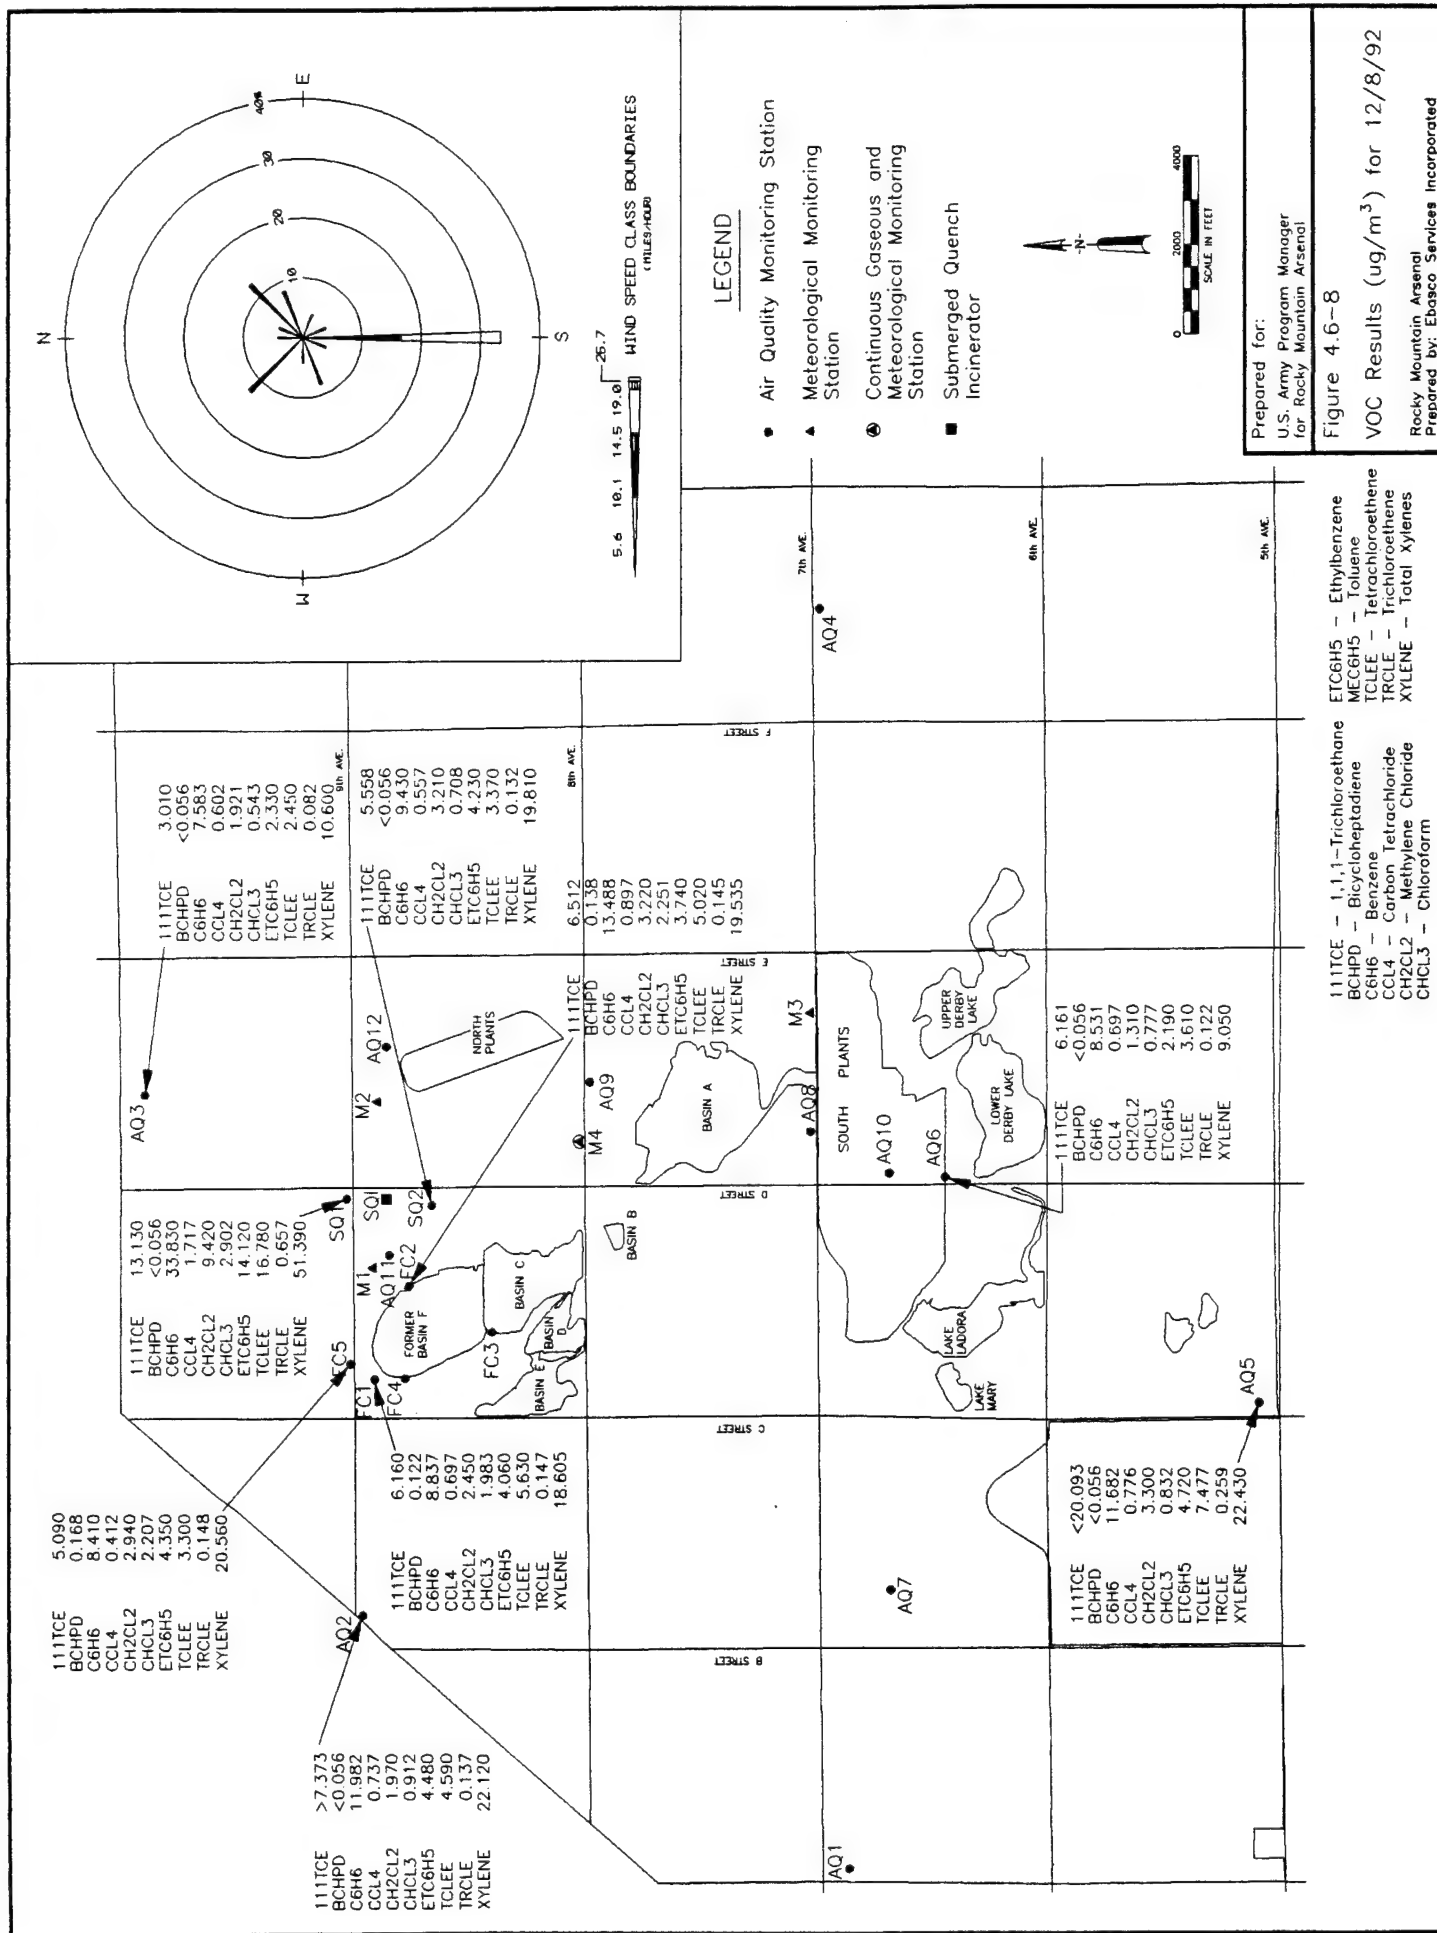 N
E
S
W
10
20
30
40%
5.6 10.1 14.5 19.0 26.7
WIND SPEED CLASS BOUNDARIES
(MILES/HOUR)
LEGEND
Air Quality Monitoring Station
Meteorological Monitoring
Station
Continuous Gaseous and
Meteorological Monitoring
Station
Submerged Quench
Incinerator
-N-
0 2000 4000
SCALE IN FEET
Prepared for:
U.S. Army Program Manager
for Rocky Mountain Arsenal
Figure 4.6-8
VOC Results (ug/m³) for 12/8/92
Rocky Mountain Arsenal
Prepared by: Ebasco Services Incorporated
111TCE 5.090
BCHPD 0.168
C6H6 8.410
CCL4 0.412
CH2CL2 2.940
CHCL3 2.207
ETC6H5 4.350
TCLEE 3.300
TRCLE 0.148
XYLENE 20.560
111TCE 13.130
BCHPD <0.056
C6H6 33.830
CCL4 1.717
CH2CL2 9.420
CHCL3 2.902
ETC6H5 14.120
TCLEE 16.780
TRCLE 0.657
XYLENE 51.390
111TCE 3.010
BCHPD <0.056
C6H6 7.583
CCL4 0.602
CH2CL2 1.921
CHCL3 0.543
ETC6H5 2.330
TCLEE 2.450
TRCLE 0.082
XYLENE 10.600
111TCE >7.373
BCHPD <0.056
C6H6 11.982
CCL4 0.737
CH2CL2 1.970
CHCL3 0.912
ETC6H5 4.480
TCLEE 4.590
TRCLE 0.137
XYLENE 22.120
111TCE 6.160
BCHPD 0.122
C6H6 8.837
CCL4 0.697
CH2CL2 2.450
CHCL3 1.983
ETC6H5 4.060
TCLEE 5.630
TRCLE 0.147
XYLENE 18.605
111TCE 5.558
BCHPD <0.056
C6H6 9.430
CCL4 0.557
CH2CL2 3.210
CHCL3 0.708
ETC6H5 4.230
TCLEE 3.370
TRCLE 0.132
XYLENE 19.810
111TCE 6.512
BCHPD 0.138
C6H6 13.488
CCL4 0.897
CH2CL2 3.220
CHCL3 2.251
ETC6H5 3.740
TCLEE 5.020
TRCLE 0.145
XYLENE 19.535
111TCE 6.161
BCHPD <0.056
C6H6 8.531
CCL4 0.697
CH2CL2 1.310
CHCL3 0.777
ETC6H5 2.190
TCLEE 3.610
TRCLE 0.122
XYLENE 9.050
111TCE <20.093
BCHPD <0.056
C6H6 11.682
CCL4 0.776
CH2CL2 3.300
CHCL3 0.832
ETC6H5 4.720
TCLEE 7.477
TRCLE 0.259
XYLENE 22.430
AQ3
AQ2
FC5
FC1
FC4
FC3
FC2
M1
AQ11
SQ1
SQI
SQ2
M2
AQ12
NORTH
PLANTS
FORMER
BASIN F
BASIN C
BASIN
D
BASIN E
BASIN B
M4
AQ9
BASIN A
M3
AQ8
SOUTH PLANTS
AQ10
AQ6
UPPER
DERBY
LAKE
LOWER
DERBY LAKE
LAKE
LADORA
LAKE
MARY
AQ7
AQ1
AQ5
AQ4
9th AVE.
8th AVE.
7th AVE.
6th AVE.
5th AVE.
B STREET
C STREET
D STREET
E STREET
F STREET
111TCE - 1,1,1-Trichloroethane
BCHPD - Bicycloheptadiene
C6H6 - Benzene
CCL4 - Carbon Tetrachloride
CH2CL2 - Methylene Chloride
CHCL3 - Chloroform
ETC6H5 - Ethylbenzene
MEC6H5 - Toluene
TCLEE - Tetrachloroethene
TRCLE - Trichloroethene
XYLENE - Total Xylenes